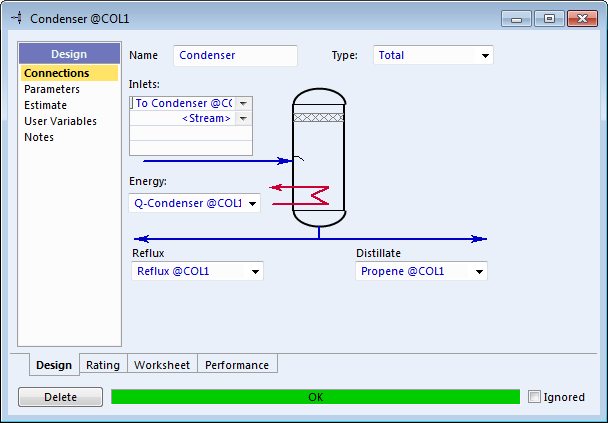 Condenser @COL1
Design
Connections
Parameters
Estimate
User Variables
Notes
Name Condenser Type: Total
Inlets:
To Condenser @CO
<Stream>
Energy:
Q-Condenser @COL1
Reflux Distillate
Reflux @COL1 Propene @COL1
Design Rating Worksheet Performance
Delete OK Ignored